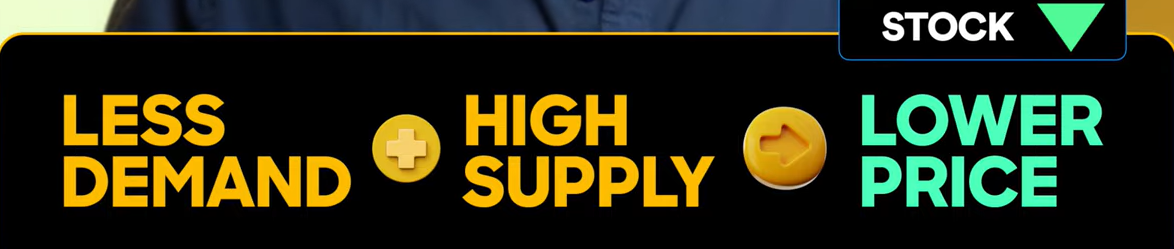 STOCK
LESS
DEMAND
HIGH
SUPPLY
LOWER
PRICE